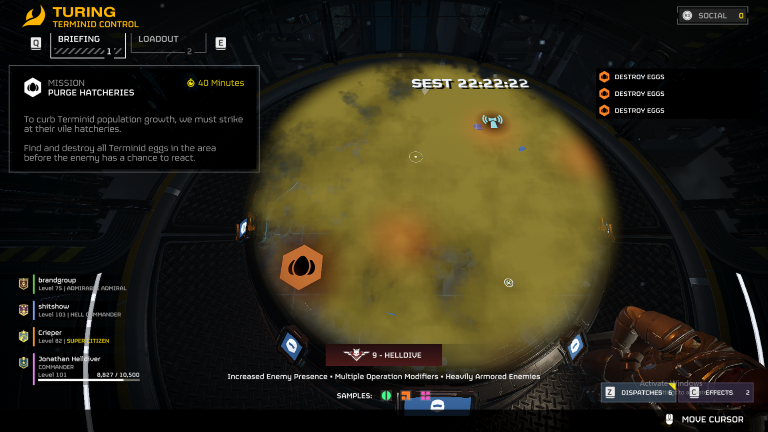 TURING
TERMINID CONTROL
SOCIAL 0
Q BRIEFING 1 LOADOUT 2 E
MISSION
PURGE HATCHERIES
40 Minutes
To curb Terminid population growth, we must strike
at their vile hatcheries.
Find and destroy all Terminid eggs in the area
before the enemy has a chance to react.
SEST 22:22:22
DESTROY EGGS
DESTROY EGGS
DESTROY EGGS
brandgroup
Level 75 | ADMIRABLE ADMIRAL
shitshow
Level 103 | HELL COMMANDER
Crieper
Level 82 | SUPER CITIZEN
Jonathan Helldiver
COMMANDER
Level 101 8,827 / 10,500
9 - HELLDIVE
Increased Enemy Presence • Multiple Operation Modifiers • Heavily Armored Enemies
SAMPLES:
Activate Windows
Z DISPATCHES 6 C EFFECTS 2
MOVE CURSOR